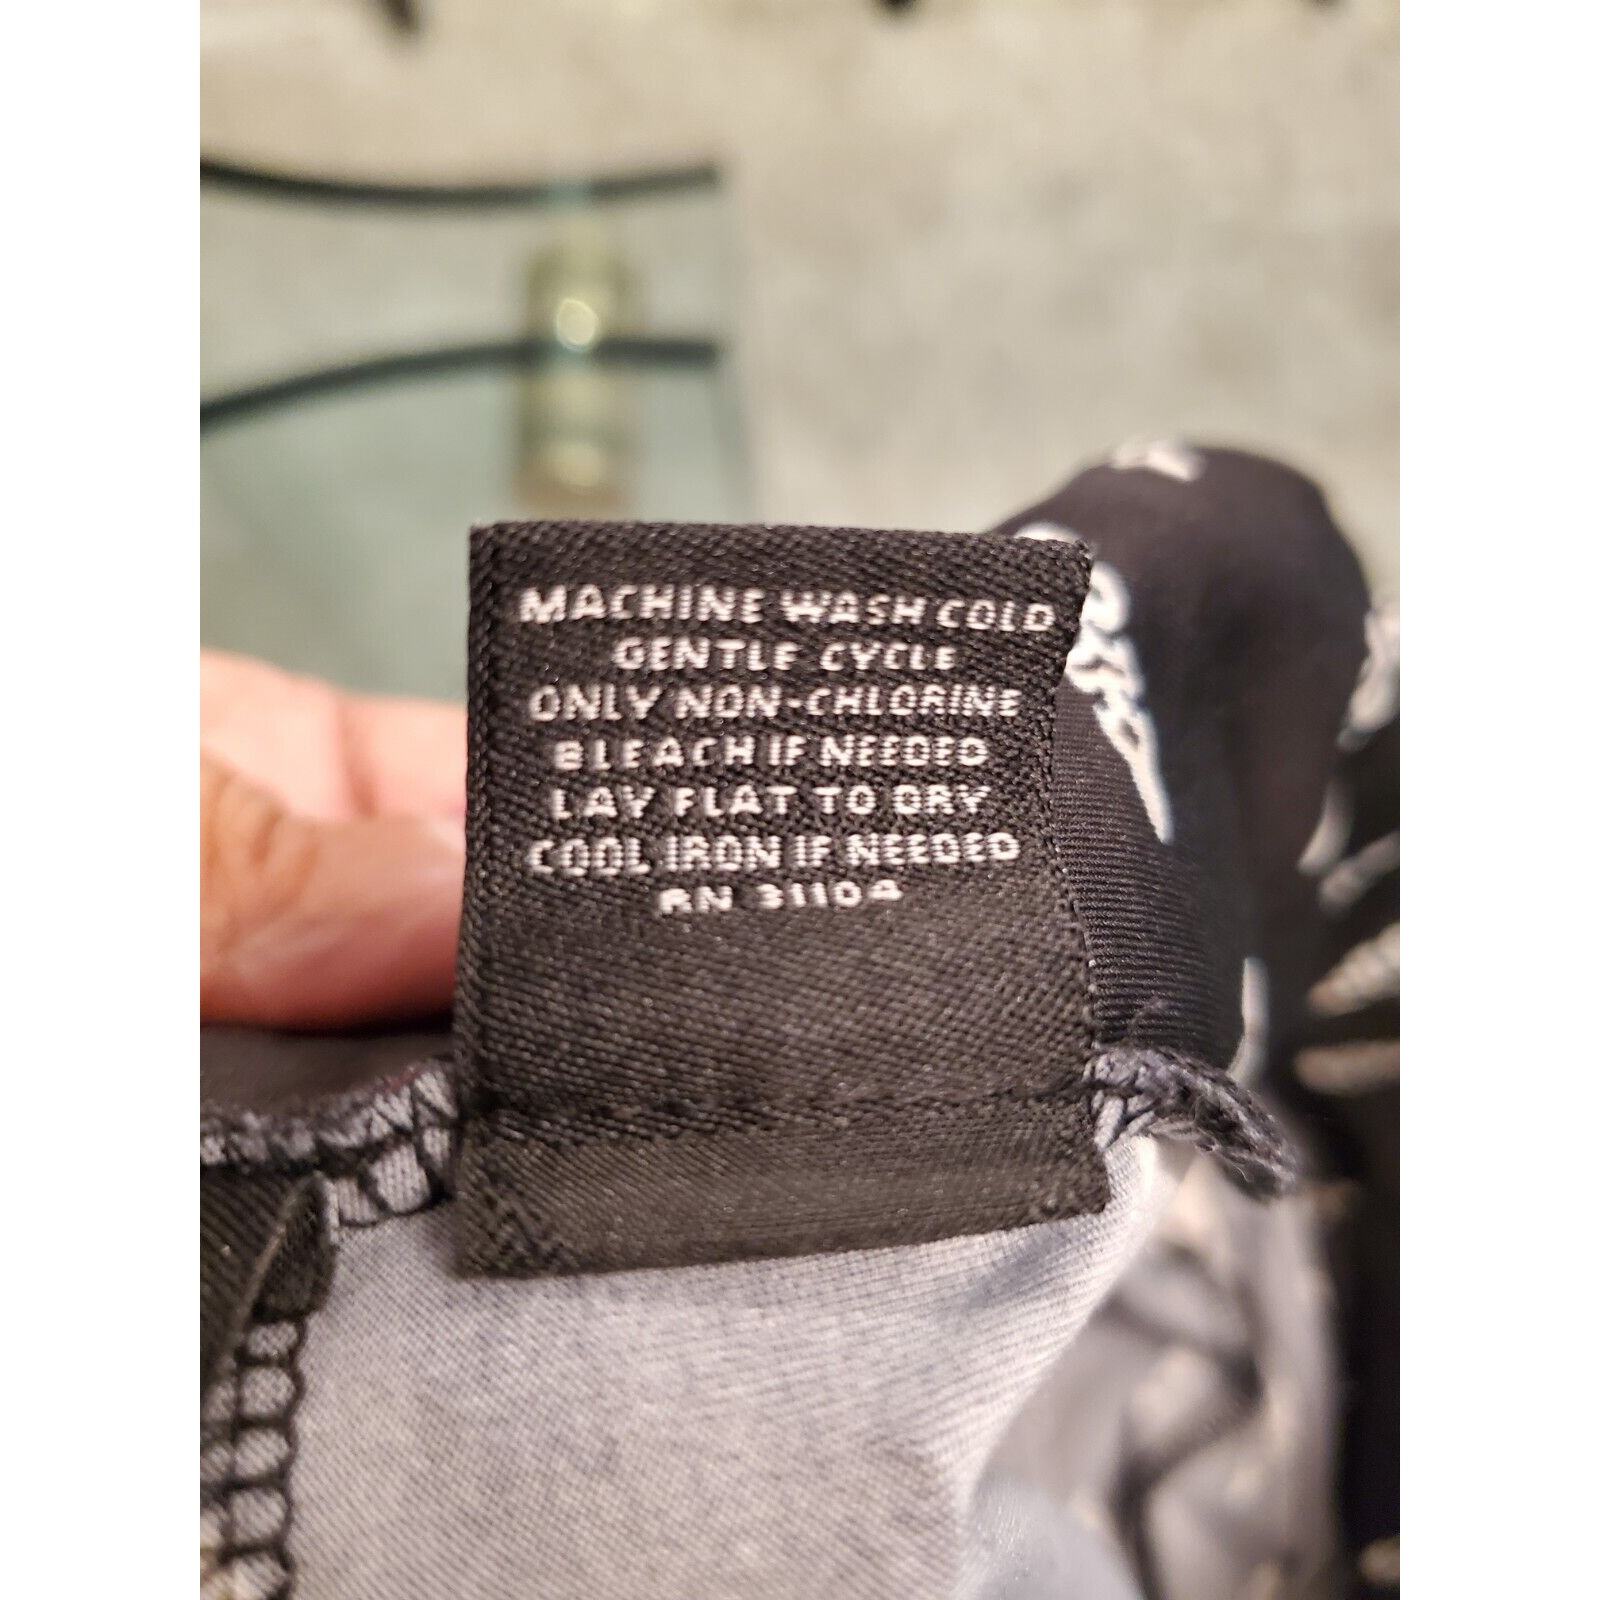 MACHINE WASH COLD
GENTLE CYCLE
ONLY NON-CHLORINE
BLEACH IF NEEDED
LAY FLAT TO DRY
COOL IRON IF NEEDED
RN 31104